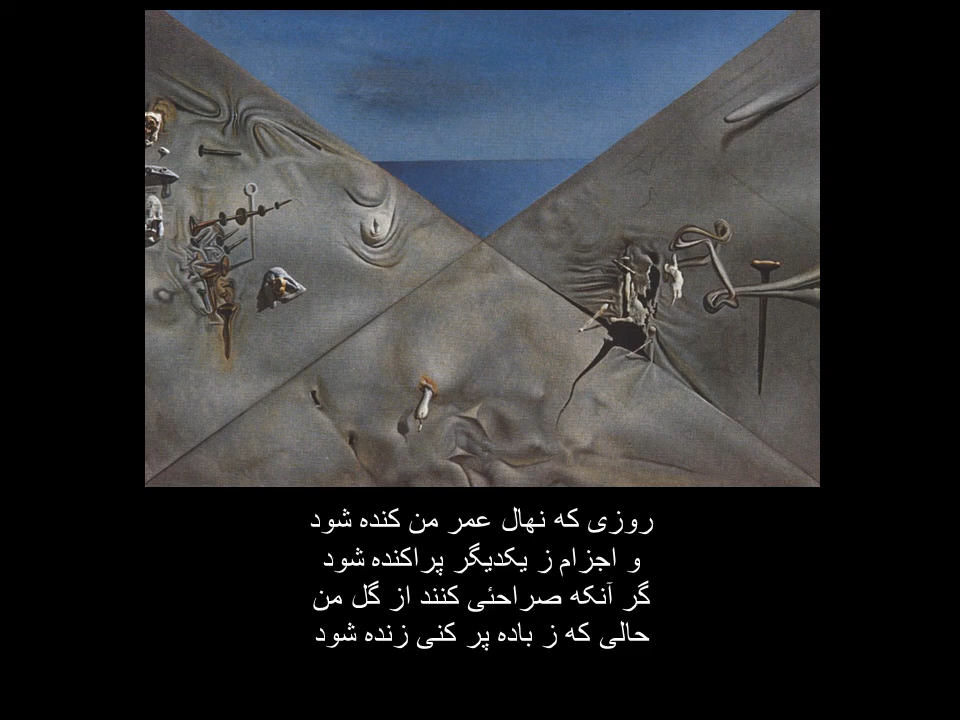 روزی که نهال عمر من کنده شود
و اجزام ز یکدیگر پراکنده شود
گر آنکه صراحئی کنند از گل من
حالی که ز باده پر کنی زنده شود